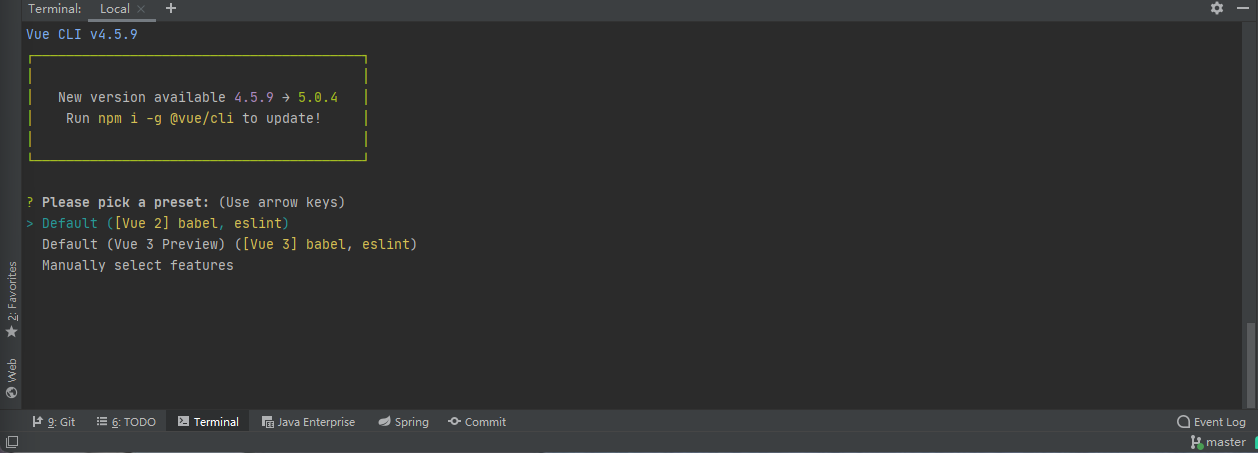 Terminal: Local × +
Vue CLI v4.5.9
New version available 4.5.9 → 5.0.4
Run npm i -g @vue/cli to update!
? Please pick a preset: (Use arrow keys)
> Default ([Vue 2] babel, eslint)
Default (Vue 3 Preview) ([Vue 3] babel, eslint)
Manually select features
2: Favorites
Web
9: Git 6: TODO Terminal Java Enterprise Spring Commit Event Log
master